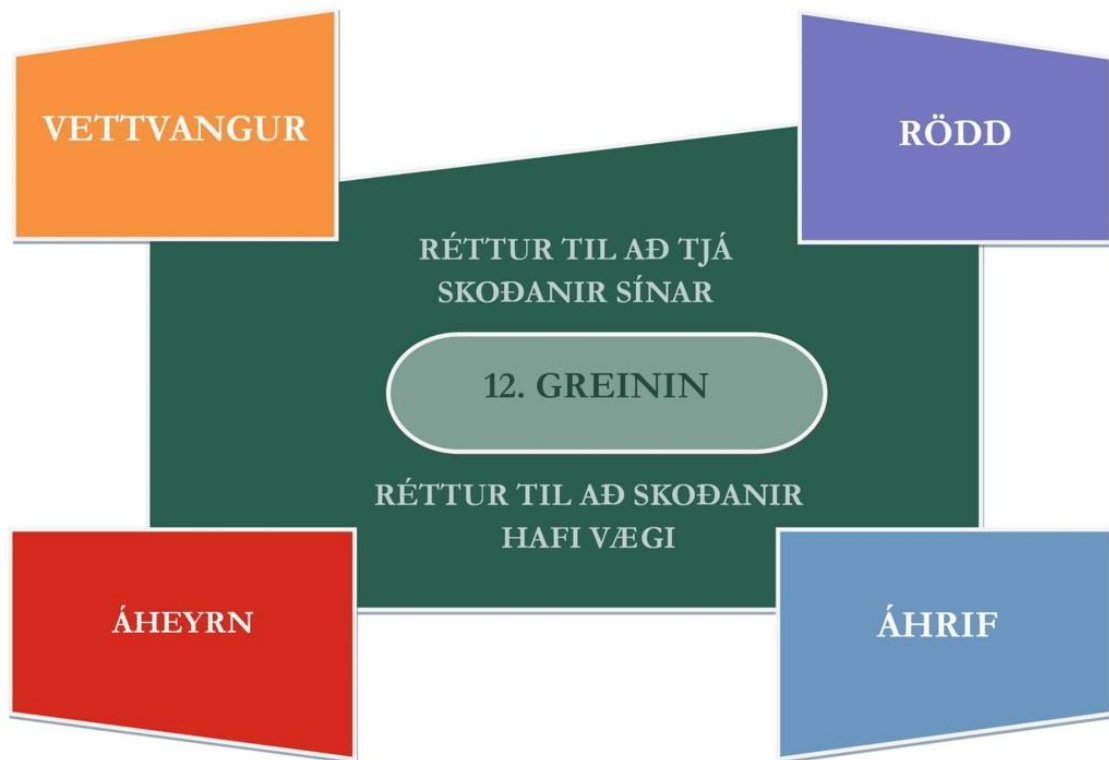 VETTVANGUR
RÖDD
RÉTTUR TIL AÐ TJÁ
SKOÐANIR SÍNAR
12. GREININ
RÉTTUR TIL AÐ SKOÐANIR
HAFI VÆGI
ÁHEYRN
ÁHRIF